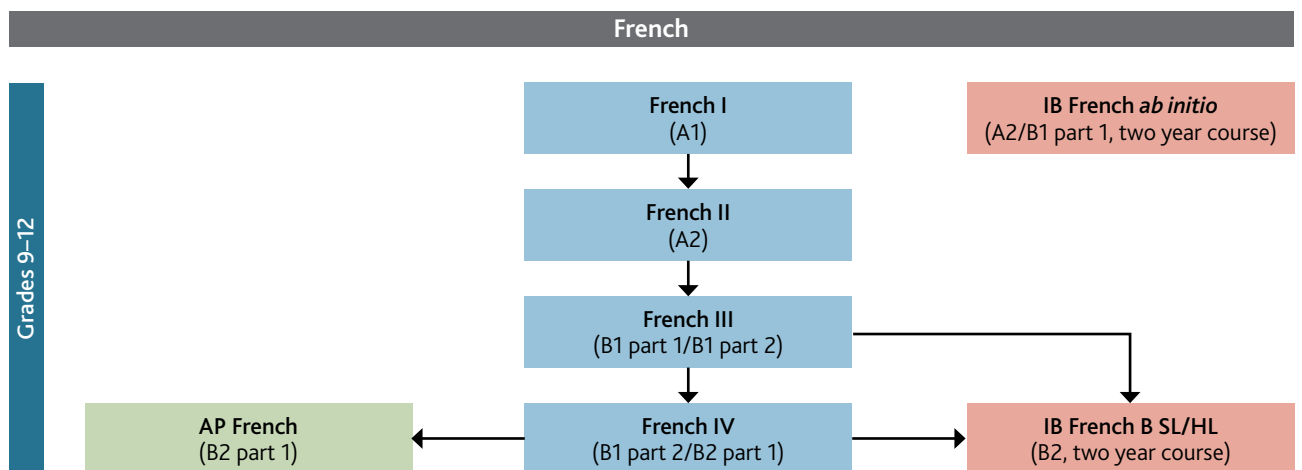 French
Grades 9–12
French I
(A1)
IB French ab initio
(A2/B1 part 1, two year course)
French II
(A2)
French III
(B1 part 1/B1 part 2)
AP French
(B2 part 1)
French IV
(B1 part 2/B2 part 1)
IB French B SL/HL
(B2, two year course)